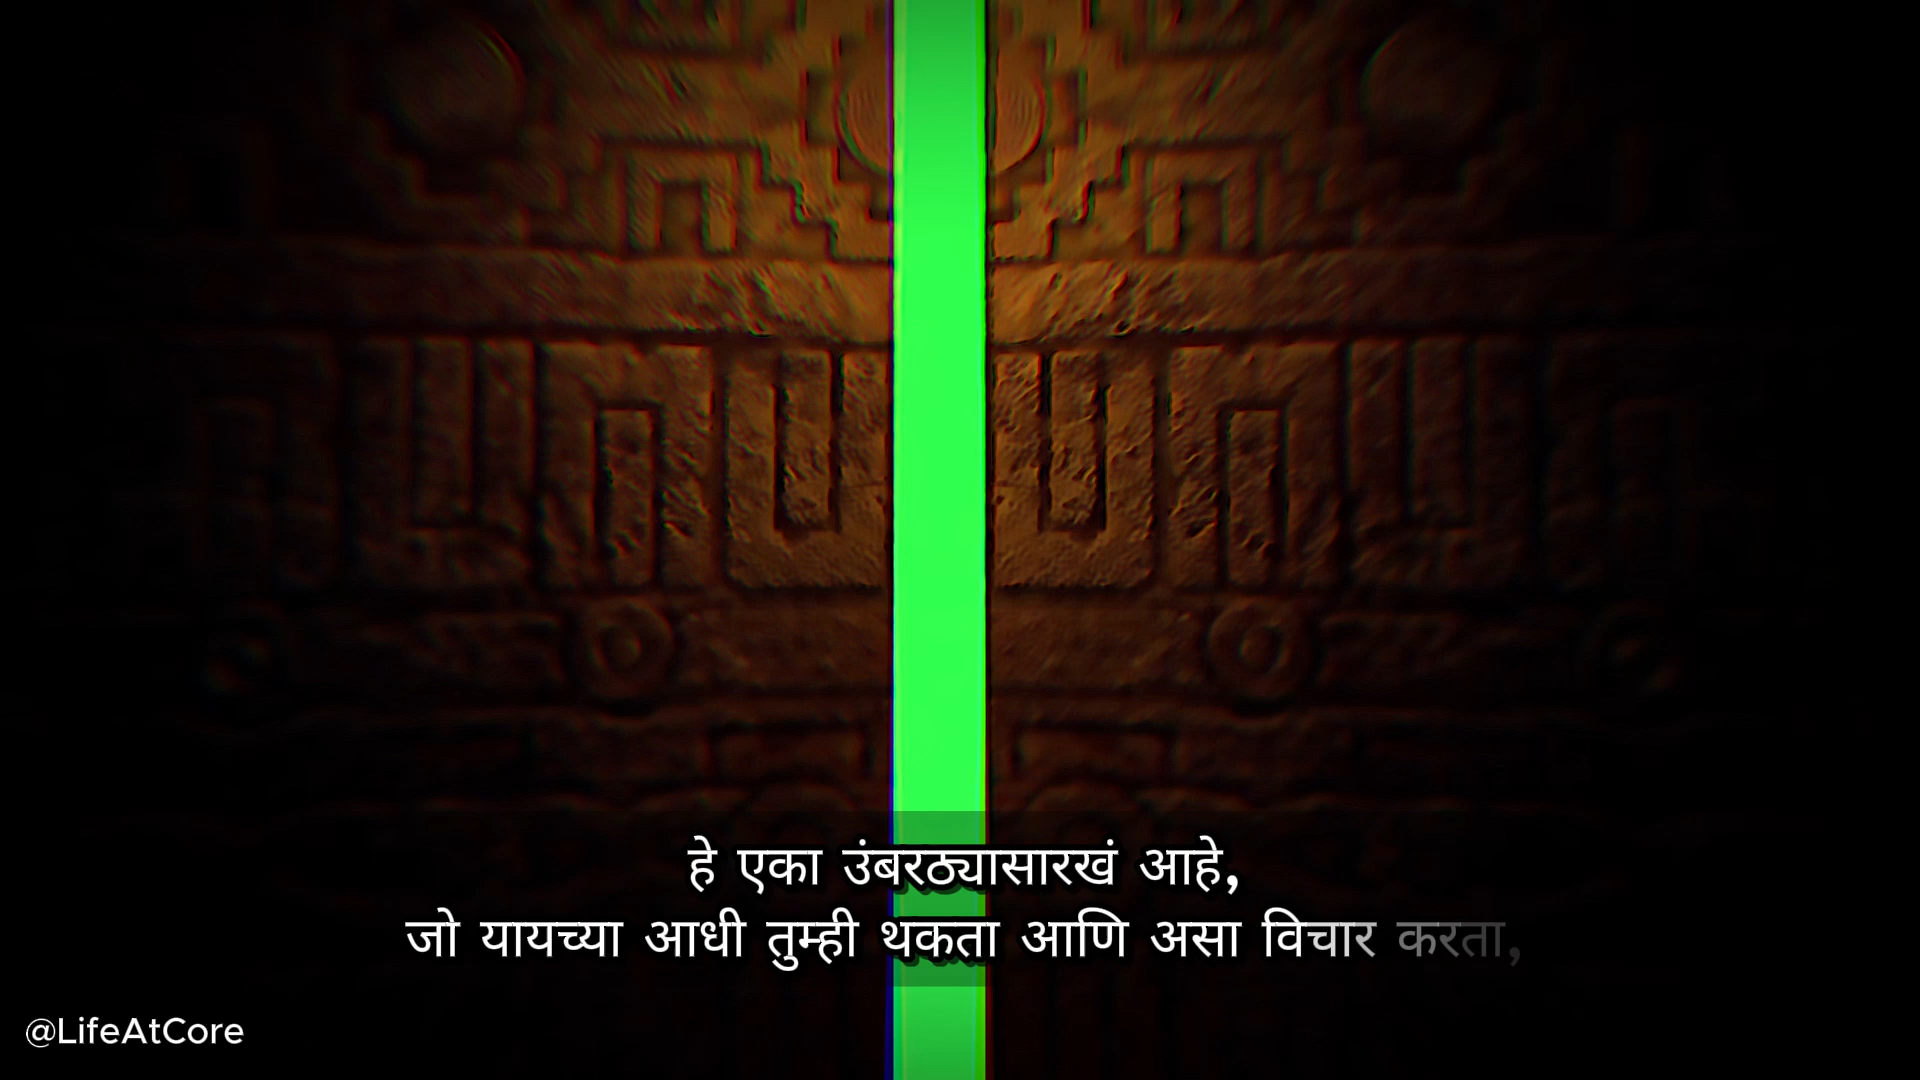 हे एका उंबरठ्यासारखं आहे,
जो यायच्या आधी तुम्ही थकता आणि असा विचार करता,
@LifeAtCore